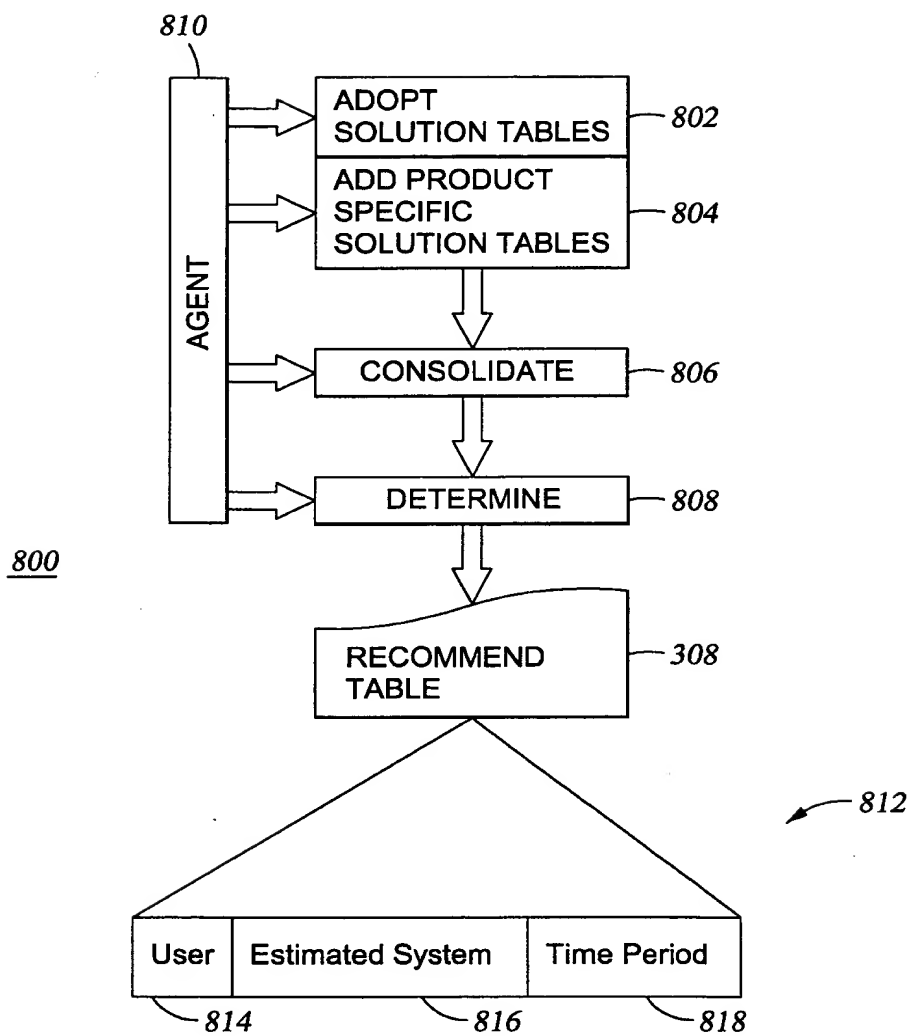 810
ADOPT
SOLUTION TABLES
802
ADD PRODUCT
SPECIFIC
SOLUTION TABLES
804
AGENT
CONSOLIDATE
806
DETERMINE
808
800
RECOMMEND
TABLE
308
812
User
Estimated System
Time Period
814
816
818